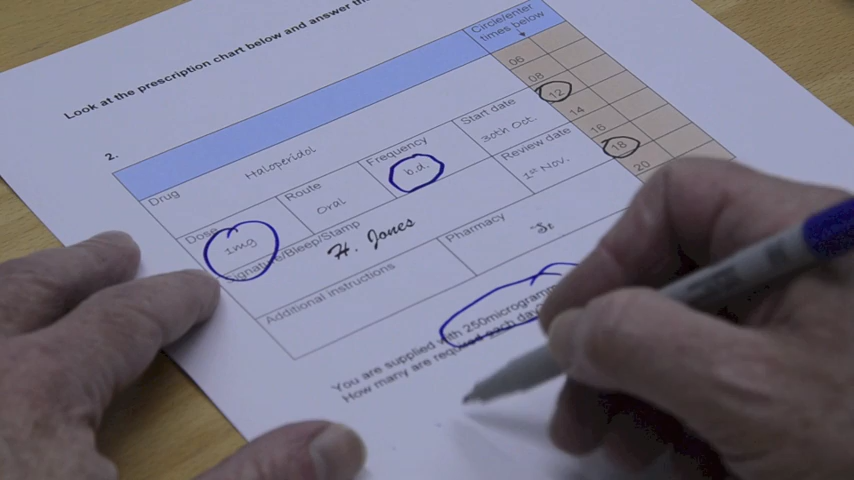 Look at the prescription chart below and answer
Circle/enter
times below
2.
Drug
Haloperidol
06
08
12
14
16
18
20
Dose
1mg
Route
Oral
Frequency
b.d.
Start date
30th Oct.
Signature/Bleep/Stamp
H. Jones
Review date
1st Nov.
Additional instructions
Pharmacy
You are supplied with 250microgram
How many are required each day